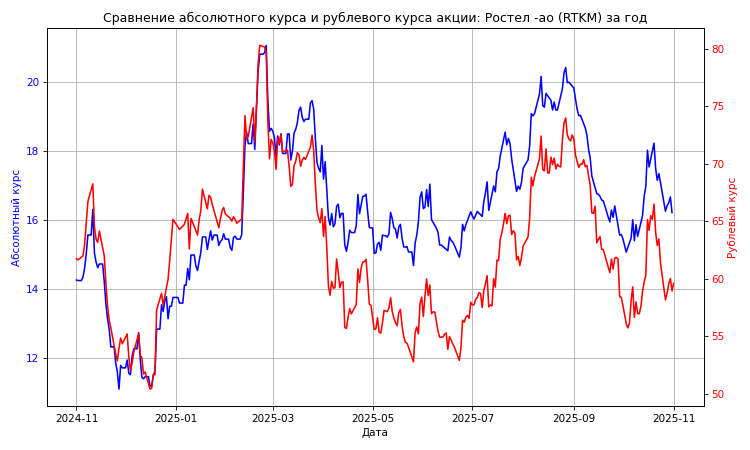 Сравнение абсолютного курса и рублевого курса акции: Ростел -ао (RTKM) за год
Абсолютный курс
20
18
16
14
12
80
75
70
65
60
55
50
Рублевый курс
2024-11 2025-01 2025-03 2025-05 2025-07 2025-09 2025-11
Дата